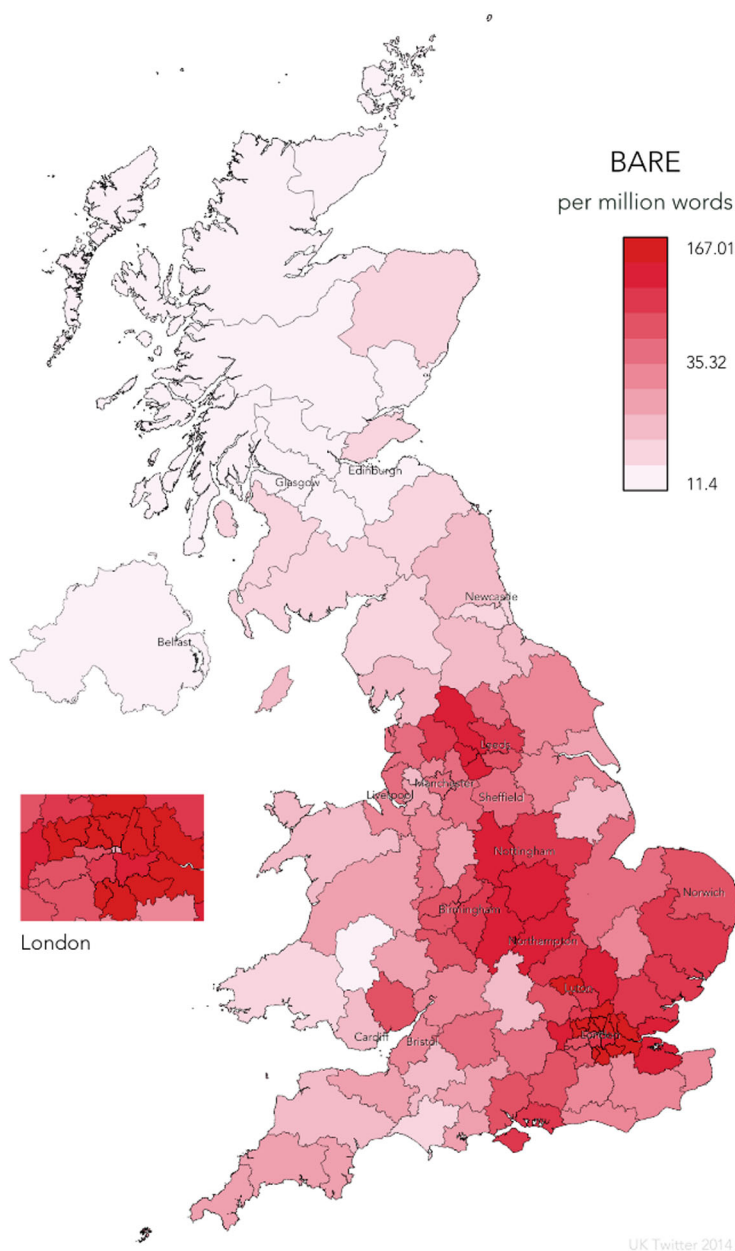 BARE
per million words
167.01
35.32
11.4
Edinburgh
Glasgow
Newcastle
Belfast
Leeds
Manchester
Liverpool
Sheffield
Nottingham
Norwich
Birmingham
Northampton
Luton
London
Cardiff
Bristol
London
UK Twitter 2014